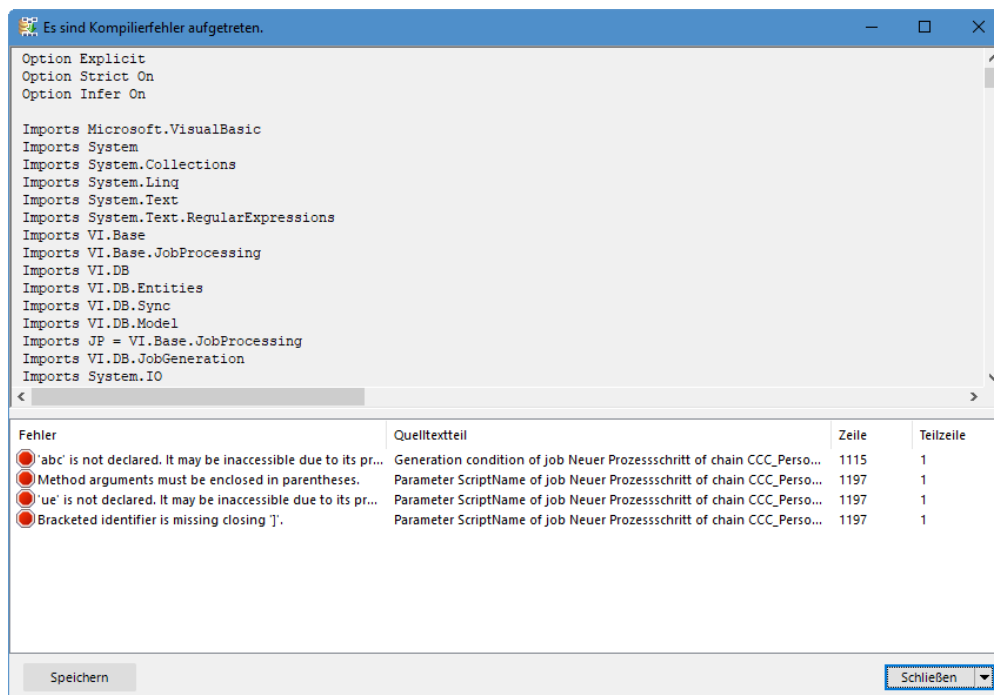 Es sind Kompilierfehler aufgetreten.
Option Explicit
Option Strict On
Option Infer On
Imports Microsoft.VisualBasic
Imports System
Imports System.Collections
Imports System.Linq
Imports System.Text
Imports System.Text.RegularExpressions
Imports VI.Base
Imports VI.Base.JobProcessing
Imports VI.DB
Imports VI.DB.Entities
Imports VI.DB.Sync
Imports VI.DB.Model
Imports JP = VI.Base.JobProcessing
Imports VI.DB.JobGeneration
Imports System.IO
Fehler Quelltextteil Zeile Teilzeile
'abc' is not declared. It may be inaccessible due to its pr... Generation condition of job Neuer Prozessschritt of chain CCC_Perso... 1115 1
Method arguments must be enclosed in parentheses. Parameter ScriptName of job Neuer Prozessschritt of chain CCC_Perso... 1197 1
'ue' is not declared. It may be inaccessible due to its pr... Parameter ScriptName of job Neuer Prozessschritt of chain CCC_Perso... 1197 1
Bracketed identifier is missing closing ']'. Parameter ScriptName of job Neuer Prozessschritt of chain CCC_Perso... 1197 1
Speichern Schließen